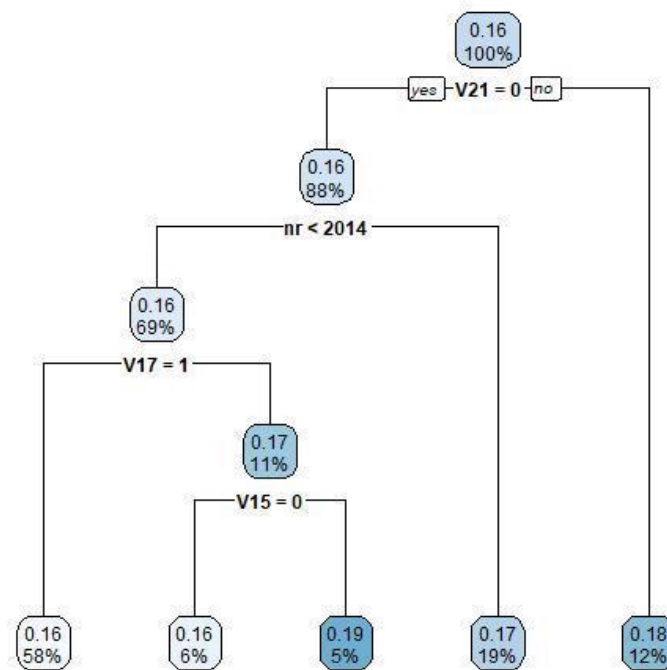 0.16
100%
yes V21 = 0 no
0.16
88%
nr < 2014
0.16
69%
V17 = 1
0.17
11%
V15 = 0
0.16 0.16 0.19 0.17 0.18
58% 6% 5% 19% 12%